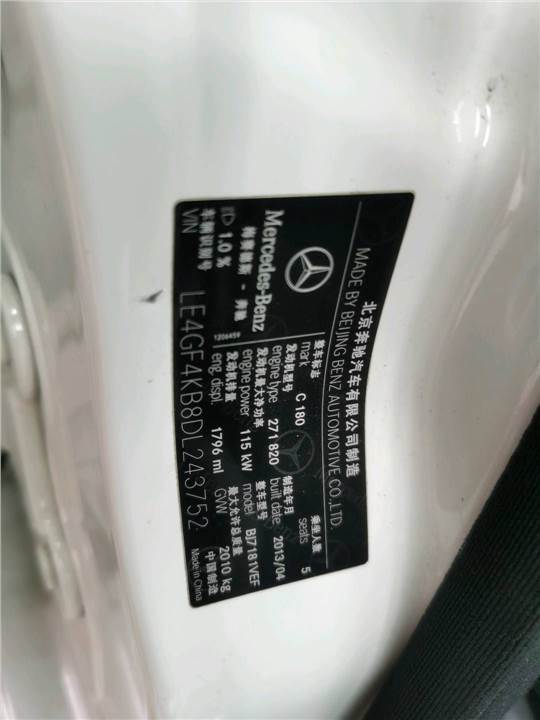 北京奔驰汽车有限公司制造
MADE BY BEIJING BENZ AUTOMOTIVE CO.,LTD.
Mercedes-Benz
梅赛德斯 - 奔驰
1206459
整车标志 乘坐人数
mark C 180 seats 5
发动机型号 制造年月
engine type 271 820 built date: 2013/04
发动机最大净功率 整车型号
engine power 115 kW model BJ7181VEF
发动机排量 最大允许总质量
eng. displ 1796 ml GVW 2010 kg
1.0 %
车辆识别号 中国制造
VIN LE4GF4KB8DL243752 Made in China